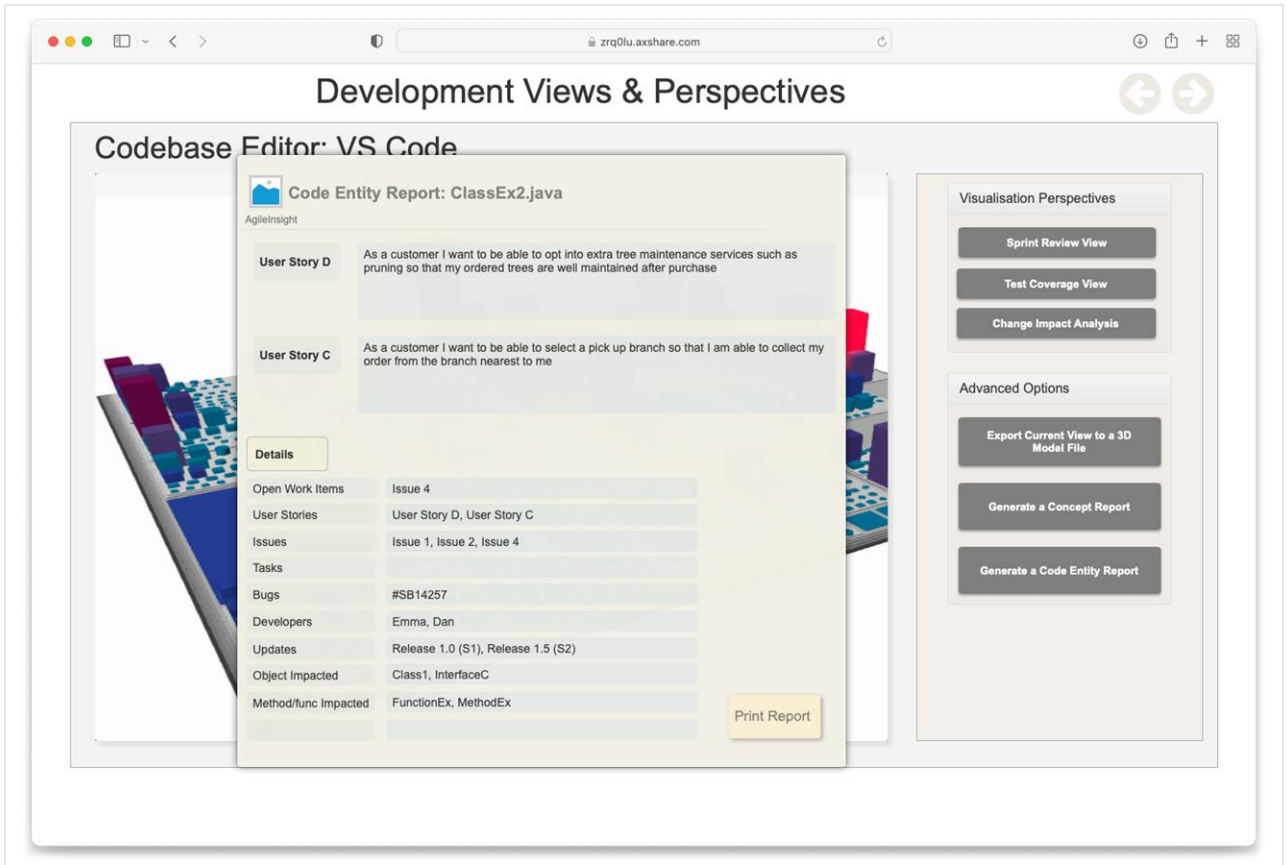 zrq0lu.axshare.com
Development Views & Perspectives
Codebase Editor: VS Code
Code Entity Report: ClassEx2.java
AgileInsight
User Story D
As a customer I want to be able to opt into extra tree maintenance services such as
pruning so that my ordered trees are well maintained after purchase
User Story C
As a customer I want to be able to select a pick up branch so that I am able to collect my
order from the branch nearest to me
Details
Open Work Items Issue 4
User Stories User Story D, User Story C
Issues Issue 1, Issue 2, Issue 4
Tasks
Bugs #SB14257
Developers Emma, Dan
Updates Release 1.0 (S1), Release 1.5 (S2)
Object Impacted Class1, InterfaceC
Method/func Impacted FunctionEx, MethodEx
Print Report
Visualisation Perspectives
Sprint Review View
Test Coverage View
Change Impact Analysis
Advanced Options
Export Current View to a 3D
Model File
Generate a Concept Report
Generate a Code Entity Report